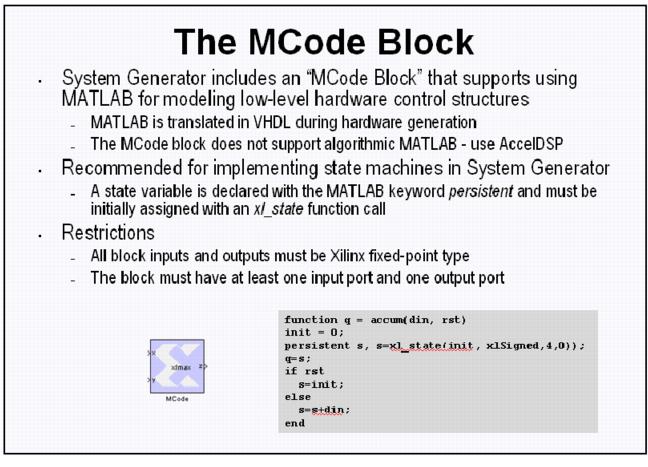 The MCode Block
• System Generator includes an “MCode Block” that supports using
MATLAB for modeling low-level hardware control structures
– MATLAB is translated in VHDL during hardware generation
– The MCode block does not support algorithmic MATLAB - use AccelDSP
• Recommended for implementing state machines in System Generator
– A state variable is declared with the MATLAB keyword persistent and must be
initially assigned with an xl_state function call
• Restrictions
– All block inputs and outputs must be Xilinx fixed-point type
– The block must have at least one input port and one output port
x
y
xlmax
z
MCode
function q = accum(din, rst)
init = 0;
persistent s, s=xl_state(init, xlSigned,4,0));
q=s;
if rst
s=init;
else
s=s+din;
end